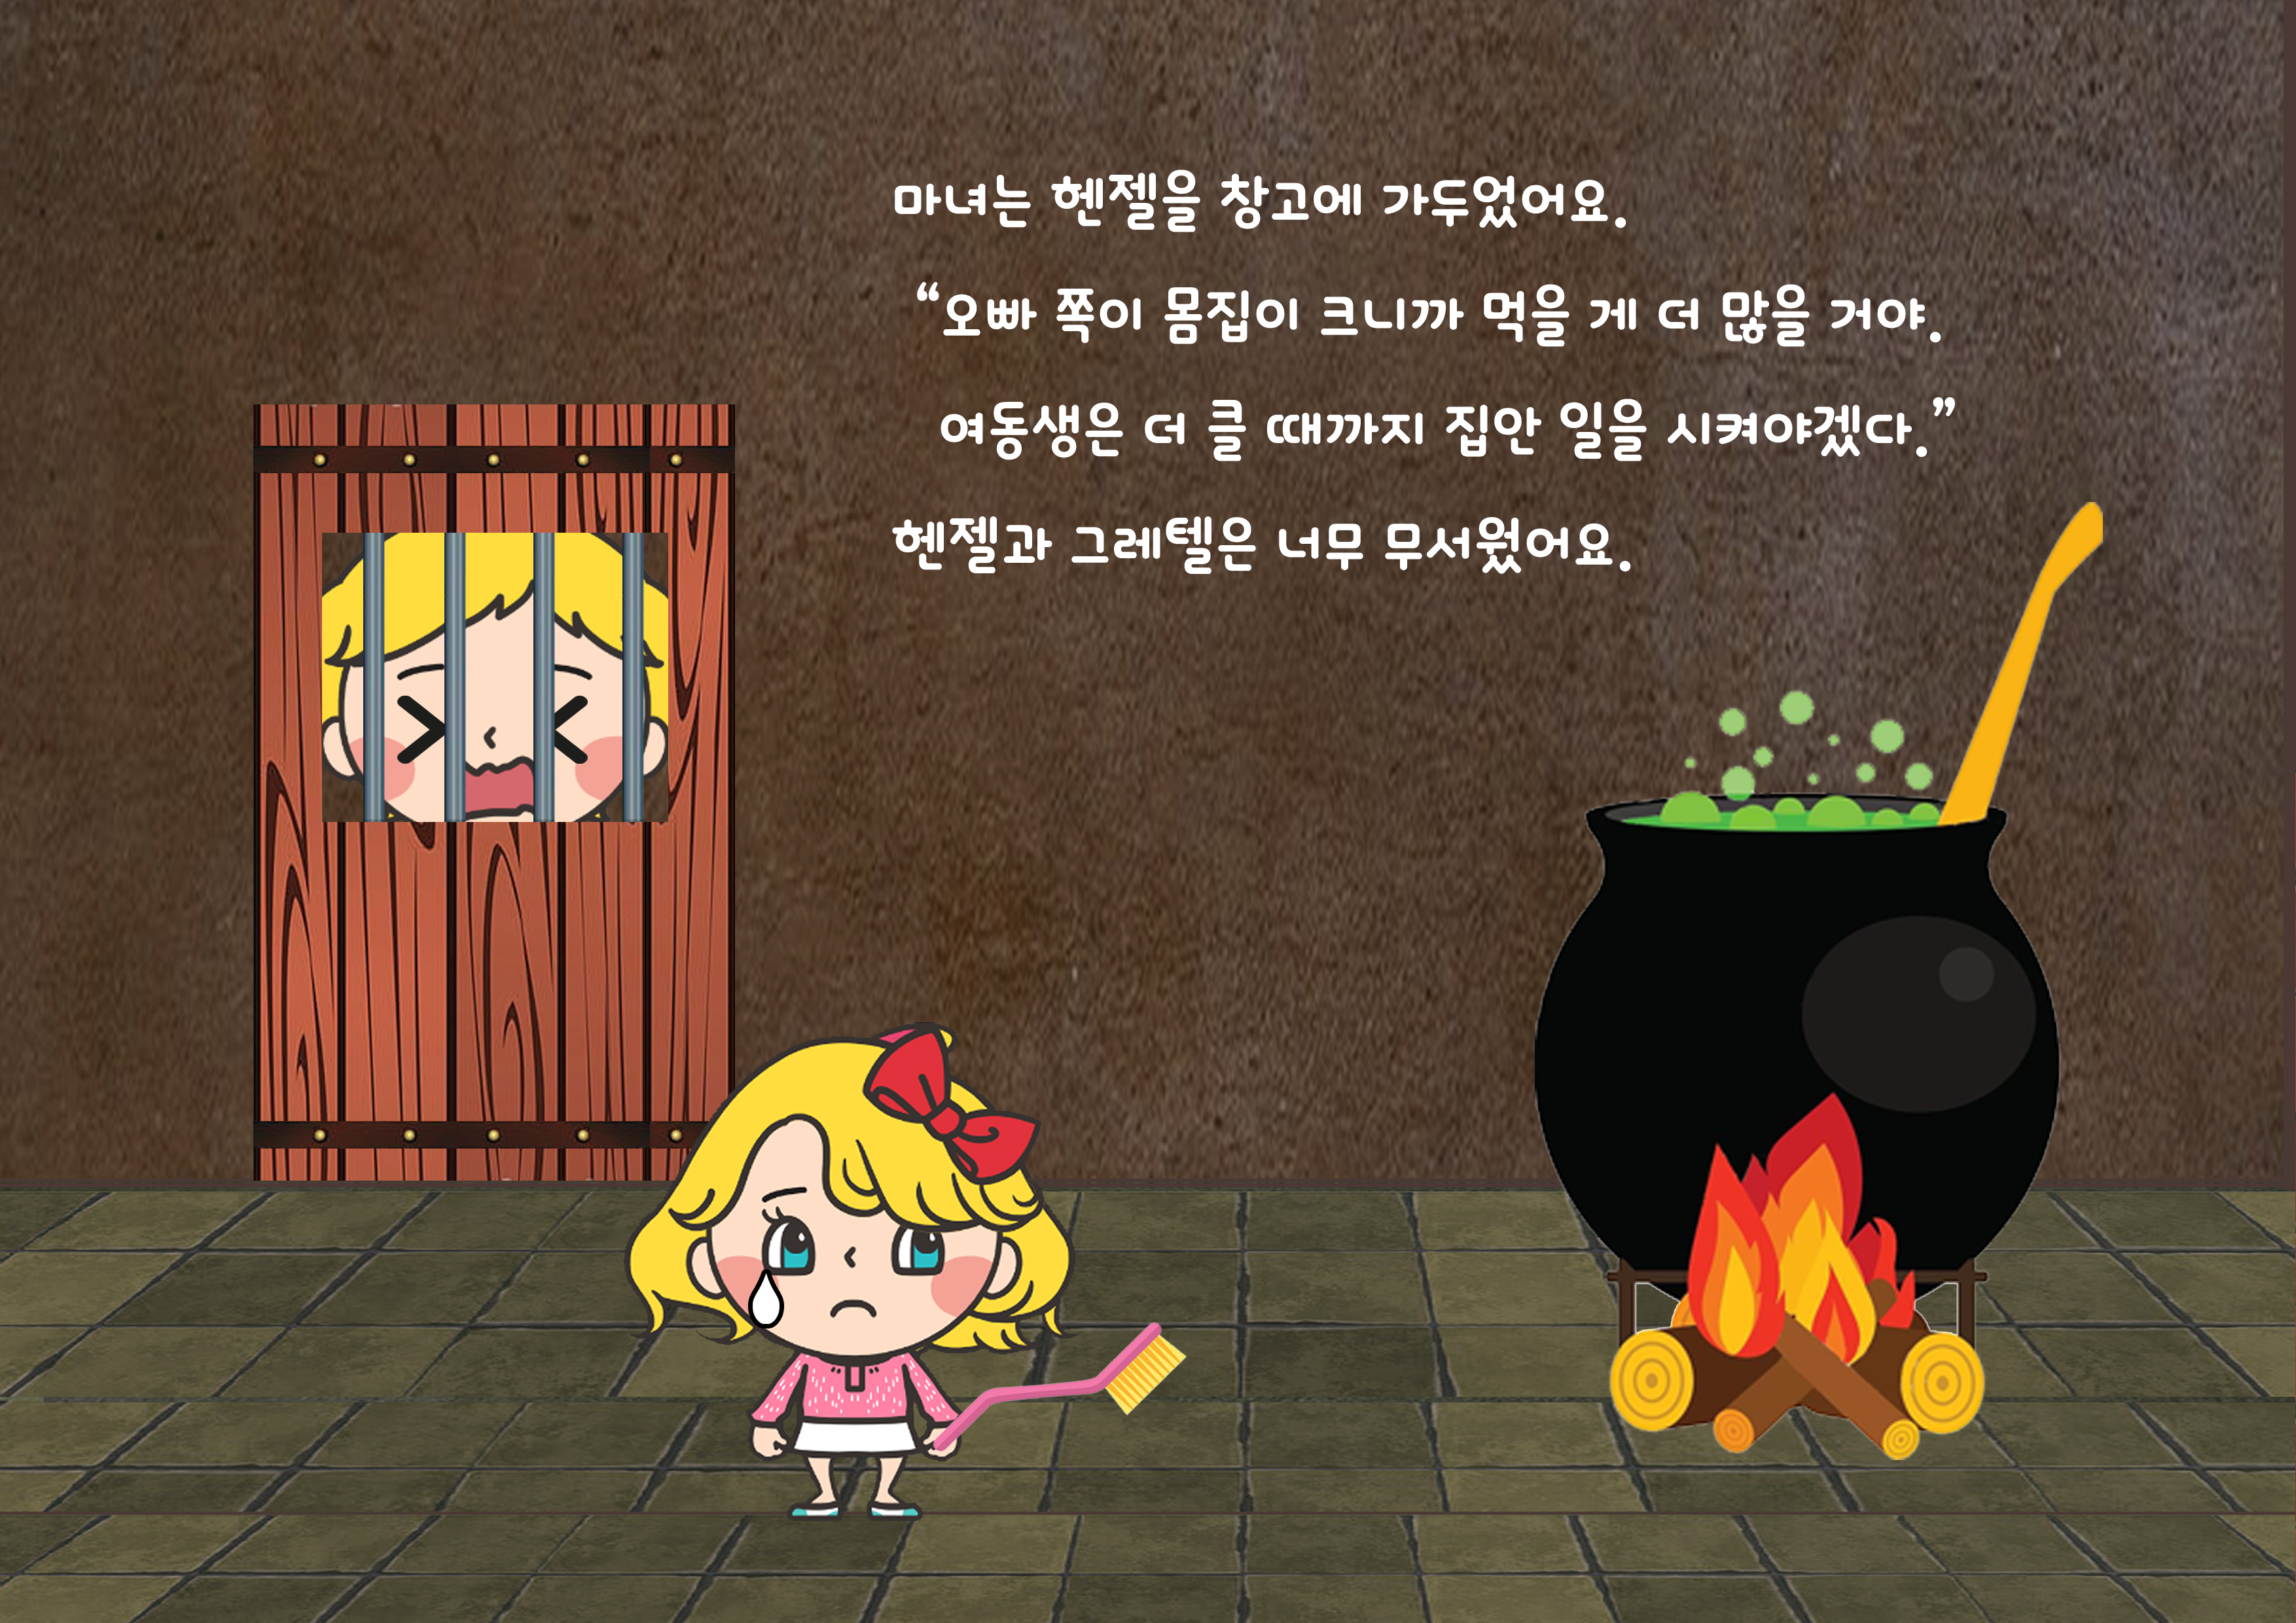 마녀는 헨젤을 창고에 가두었어요.
“오빠 쪽이 몸집이 크니까 먹을 게 더 많을 거야.
여동생은 더 클 때까지 집안 일을 시켜야겠다.”
헨젤과 그레텔은 너무 무서웠어요.